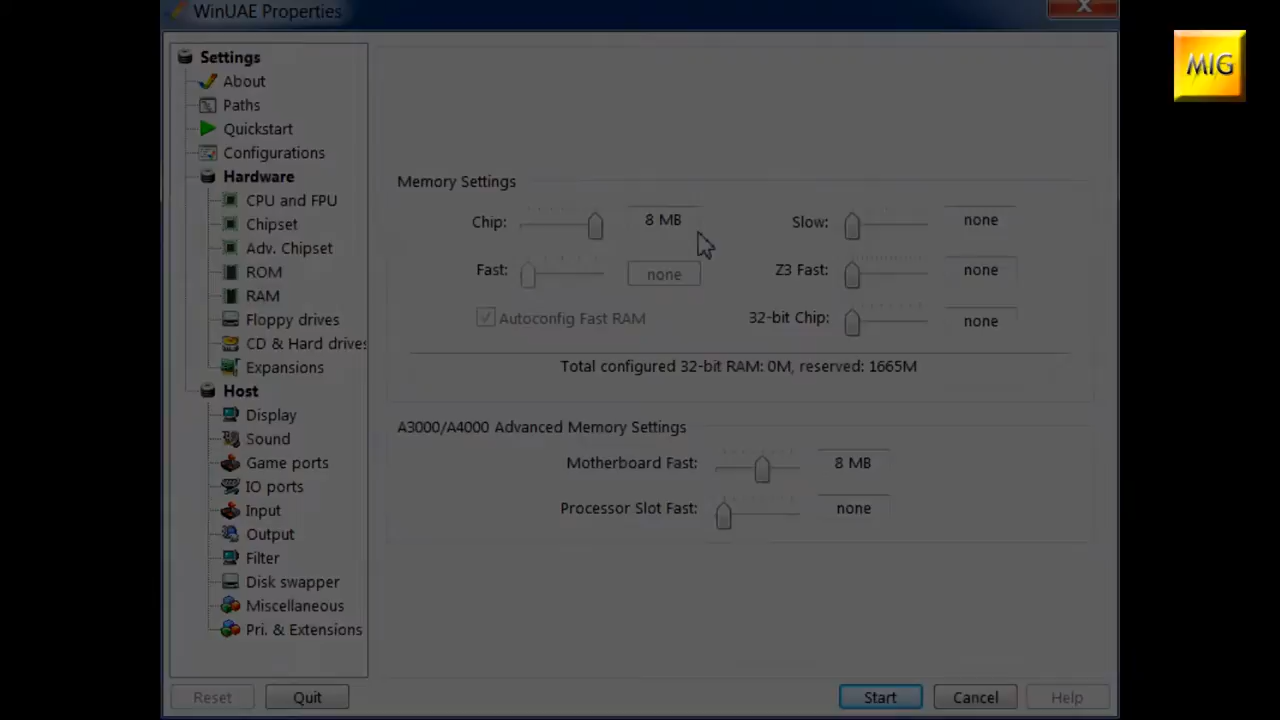 WinUAE Properties
MIG
Settings
About
Paths
Quickstart
Configurations
Hardware
CPU and FPU
Chipset
Adv. Chipset
ROM
RAM
Floppy drives
CD & Hard drives
Expansions
Host
Display
Sound
Game ports
IO ports
Input
Output
Filter
Disk swapper
Miscellaneous
Pri. & Extensions
Memory Settings
Chip: 8 MB Slow: none
Fast: none Z3 Fast: none
Autoconfig Fast RAM 32-bit Chip: none
Total configured 32-bit RAM: 0M, reserved: 1665M
A3000/A4000 Advanced Memory Settings
Motherboard Fast: 8 MB
Processor Slot Fast: none
Reset Quit Start Cancel Help